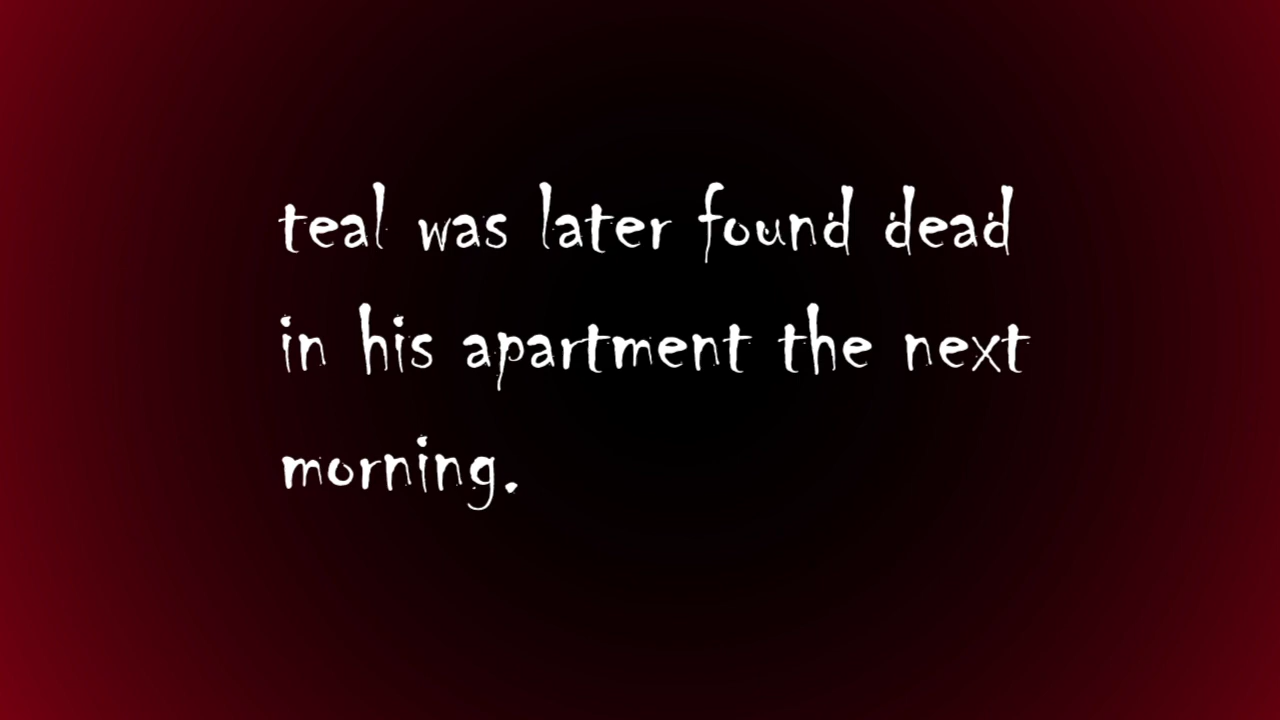 teal was later found dead
in his apartment the next
morning.